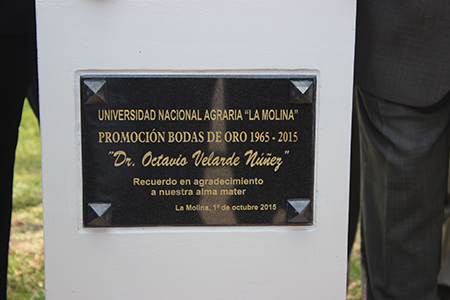 UNIVERSIDAD NACIONAL AGRARIA "LA MOLINA"
PROMOCIÓN BODAS DE ORO 1965 - 2015
"Dr. Octavio Velarde Núñez"
Recuerdo en agradecimiento
a nuestra alma mater
La Molina, 1º de octubre 2015